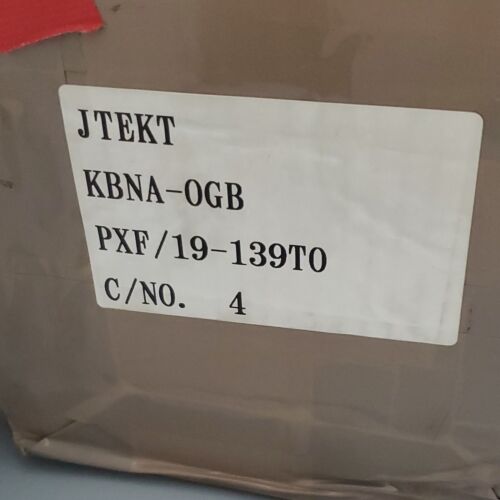 JTEKT
KBNA-OGB
PXF/19-139TO
C/NO. 4